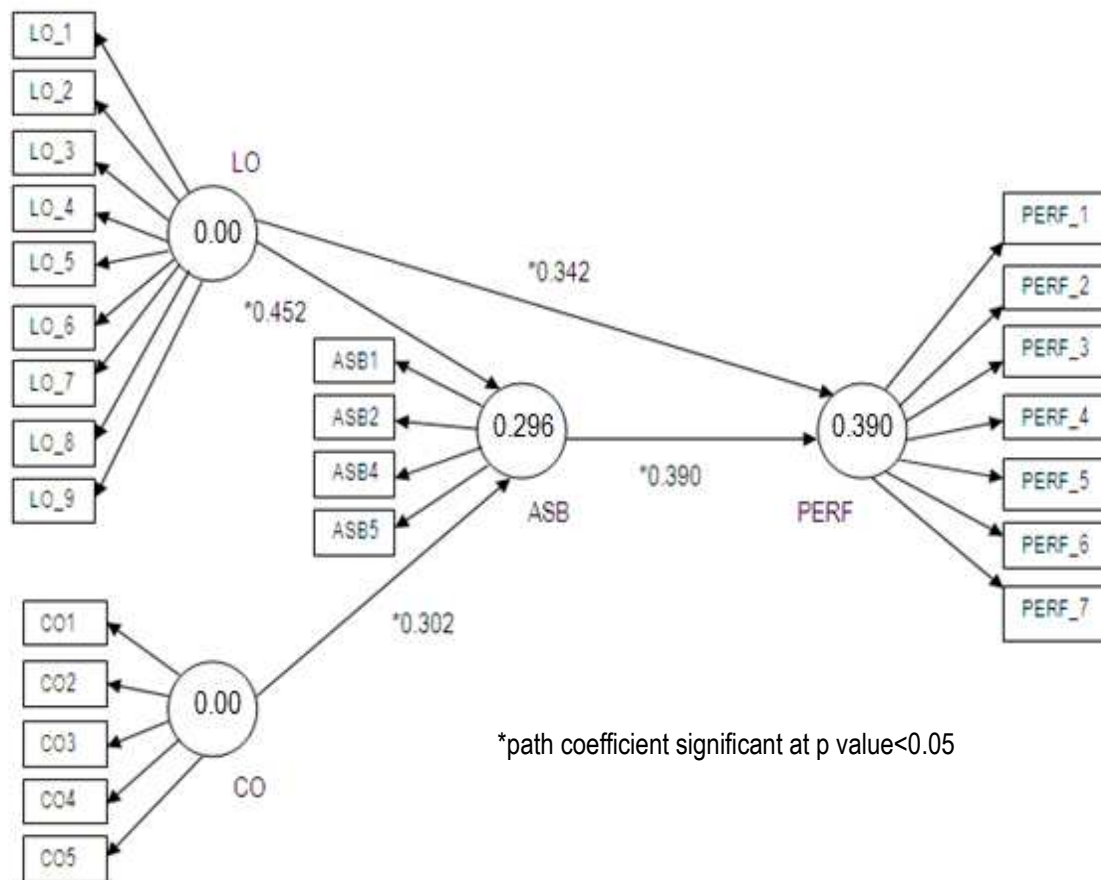 LO_1
LO_2
LO_3
LO_4
LO_5
LO_6
LO_7
LO_8
LO_9
LO
0.00
*0.342
*0.452
ASB1
ASB2
ASB4
ASB5
0.296
ASB
*0.390
0.390
PERF
PERF_1
PERF_2
PERF_3
PERF_4
PERF_5
PERF_6
PERF_7
*0.302
CO1
CO2
CO3
CO4
CO5
0.00
CO
*path coefficient significant at p value<0.05